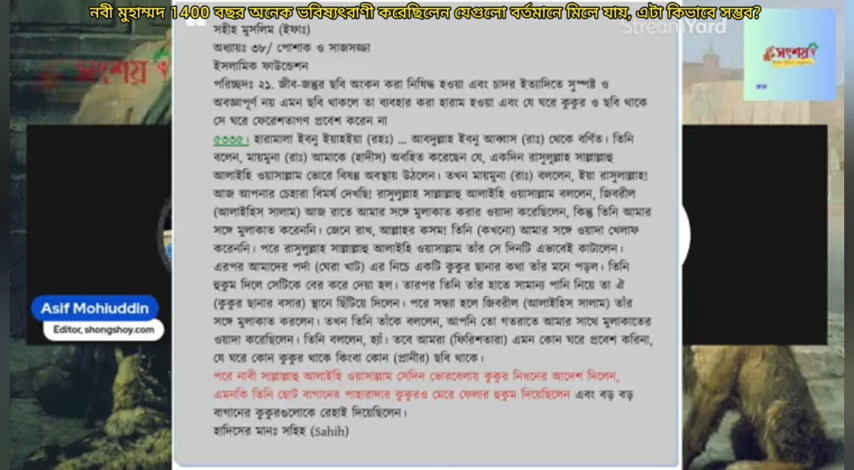 নবী মুহাম্মদ 1400 বছর অনেক ভবিষ্যৎবাণী করেছিলেন যেগুলো বর্তমানে মিলে যায়, এটা কিভাবে সম্ভব?
StreamYard
সংশয়
সংশয়
সহীহ মুসলিম (ইফাঃ)
অধ্যায়ঃ ৩৮/ পোশাক ও সাজসজ্জা
ইসলামিক ফাউন্ডেশন
পরিচ্ছদঃ ২১. জীব-জন্তুর ছবি অংকন করা নিষিদ্ধ হওয়া এবং চাদর ইত্যাদিতে সুস্পষ্ট ও
অবজ্ঞাপূর্ণ নয় এমন ছবি থাকলে তা ব্যবহার করা হারাম হওয়া এবং যে ঘরে কুকুর ও ছবি থাকে
সে ঘরে ফেরেশতাগণ প্রবেশ করেন না
৫৩৩৫। হারামালা ইবনু ইয়াহইয়া (রহঃ) ... আবদুল্লাহ ইবনু আব্বাস (রাঃ) থেকে বর্ণিত। তিনি
বলেন, মায়মুনা (রাঃ) আমাকে (হাদীস) অবহিত করেছেন যে, একদিন রাসুলুল্লাহ সাল্লাল্লাহু
আলাইহি ওয়াসাল্লাম ভোরে বিষণ্ণ অবস্থায় উঠলেন। তখন মায়মুনা (রাঃ) বললেন, ইয়া রাসুলাল্লাহ!
আজ আপনার চেহারা বিমর্ষ দেখছি! রাসুলুল্লাহ সাল্লাল্লাহু আলাইহি ওয়াসাল্লাম বললেন, জিবরীল
(আলাইহিস সালাম) আজ রাতে আমার সঙ্গে মুলাকাত করার ওয়াদা করেছিলেন, কিন্তু তিনি আমার
সঙ্গে মুলাকাত করেননি। জেনে রাখ, আল্লাহর কসম! তিনি (কখনো) আমার সঙ্গে ওয়াদা খেলাফ
করেননি। পরে রাসুলুল্লাহ সাল্লাল্লাহু আলাইহি ওয়াসাল্লাম তাঁর সে দিনটি এভাবেই কাটালেন।
এরপর আমাদের পর্দা (ঘেরা খাট) এর নিচে একটি কুকুর ছানার কথা তাঁর মনে পড়ল। তিনি
হুকুম দিলে সেটিকে বের করে দেয়া হল। তারপর তিনি তাঁর হাতে সামান্য পানি নিয়ে তা ঐ
(কুকুর ছানার বসার) স্থানে ছিঁটিয়ে দিলেন। পরে সন্ধ্যা হলে জিবরীল (আলাইহিস সালাম) তাঁর
সঙ্গে মুলাকাত করলেন। তখন তিনি তাঁকে বললেন, আপনি তো গতরাতে আমার সাথে মুলাকাতের
ওয়াদা করেছিলেন। তিনি বললেন, হ্যাঁ। তবে আমরা (ফিরিশতারা) এমন কোন ঘরে প্রবেশ করিনা,
যে ঘরে কোন কুকুর থাকে কিংবা কোন (প্রানীর) ছবি থাকে।
পরে নাবী সাল্লাল্লাহু আলাইহি ওয়াসাল্লাম সেদিন ভোরবেলায় কুকুর নিধনের আদেশ দিলেন,
এমনকি তিনি ছোট বাগানের পাহারাদার কুকুরও মেরে ফেলার হুকুম দিয়েছিলেন এবং বড় বড়
বাগানের কুকুরগুলোকে রেহাই দিয়েছিলেন।
হাদিসের মানঃ সহিহ (Sahih)
Asif Mohiuddin
Editor, shongshoy.com